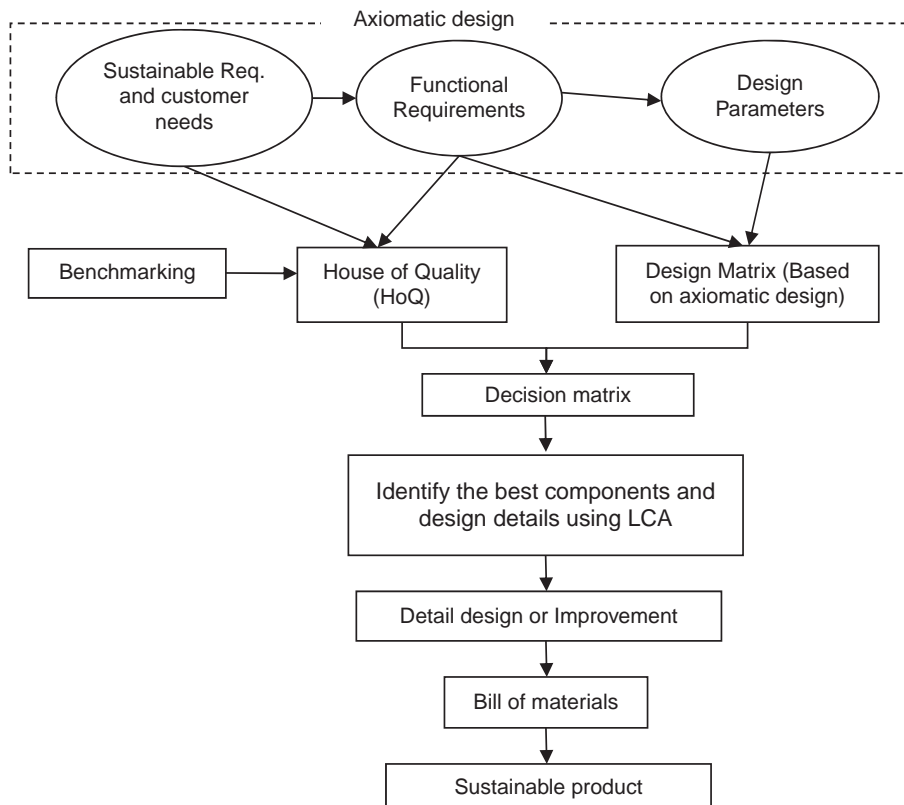 Axiomatic design
Sustainable Req.
and customer
needs
Functional
Requirements
Design
Parameters
Benchmarking
House of Quality
(HoQ)
Design Matrix (Based
on axiomatic design)
Decision matrix
Identify the best components and
design details using LCA
Detail design or Improvement
Bill of materials
Sustainable product